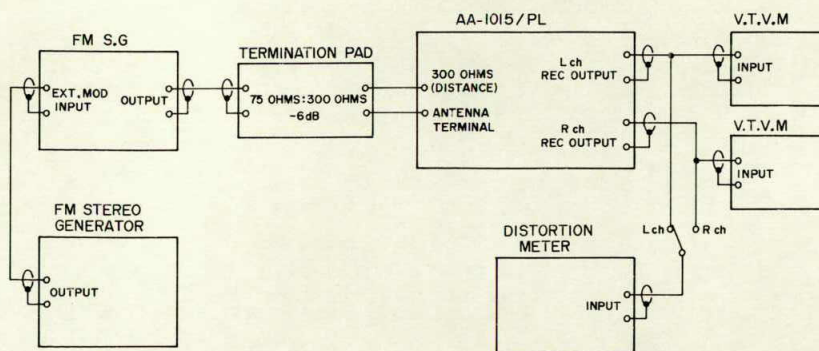 FM S.G
EXT.MOD
INPUT
OUTPUT
TERMINATION PAD
75 OHMS:300 OHMS
-6dB
AA-1015/PL
300 OHMS
(DISTANCE)
ANTENNA
TERMINAL
L ch
REC OUTPUT
R ch
REC OUTPUT
V.T.V.M
INPUT
V.T.V.M
INPUT
FM STEREO
GENERATOR
OUTPUT
DISTORTION
METER
INPUT
L ch
R ch